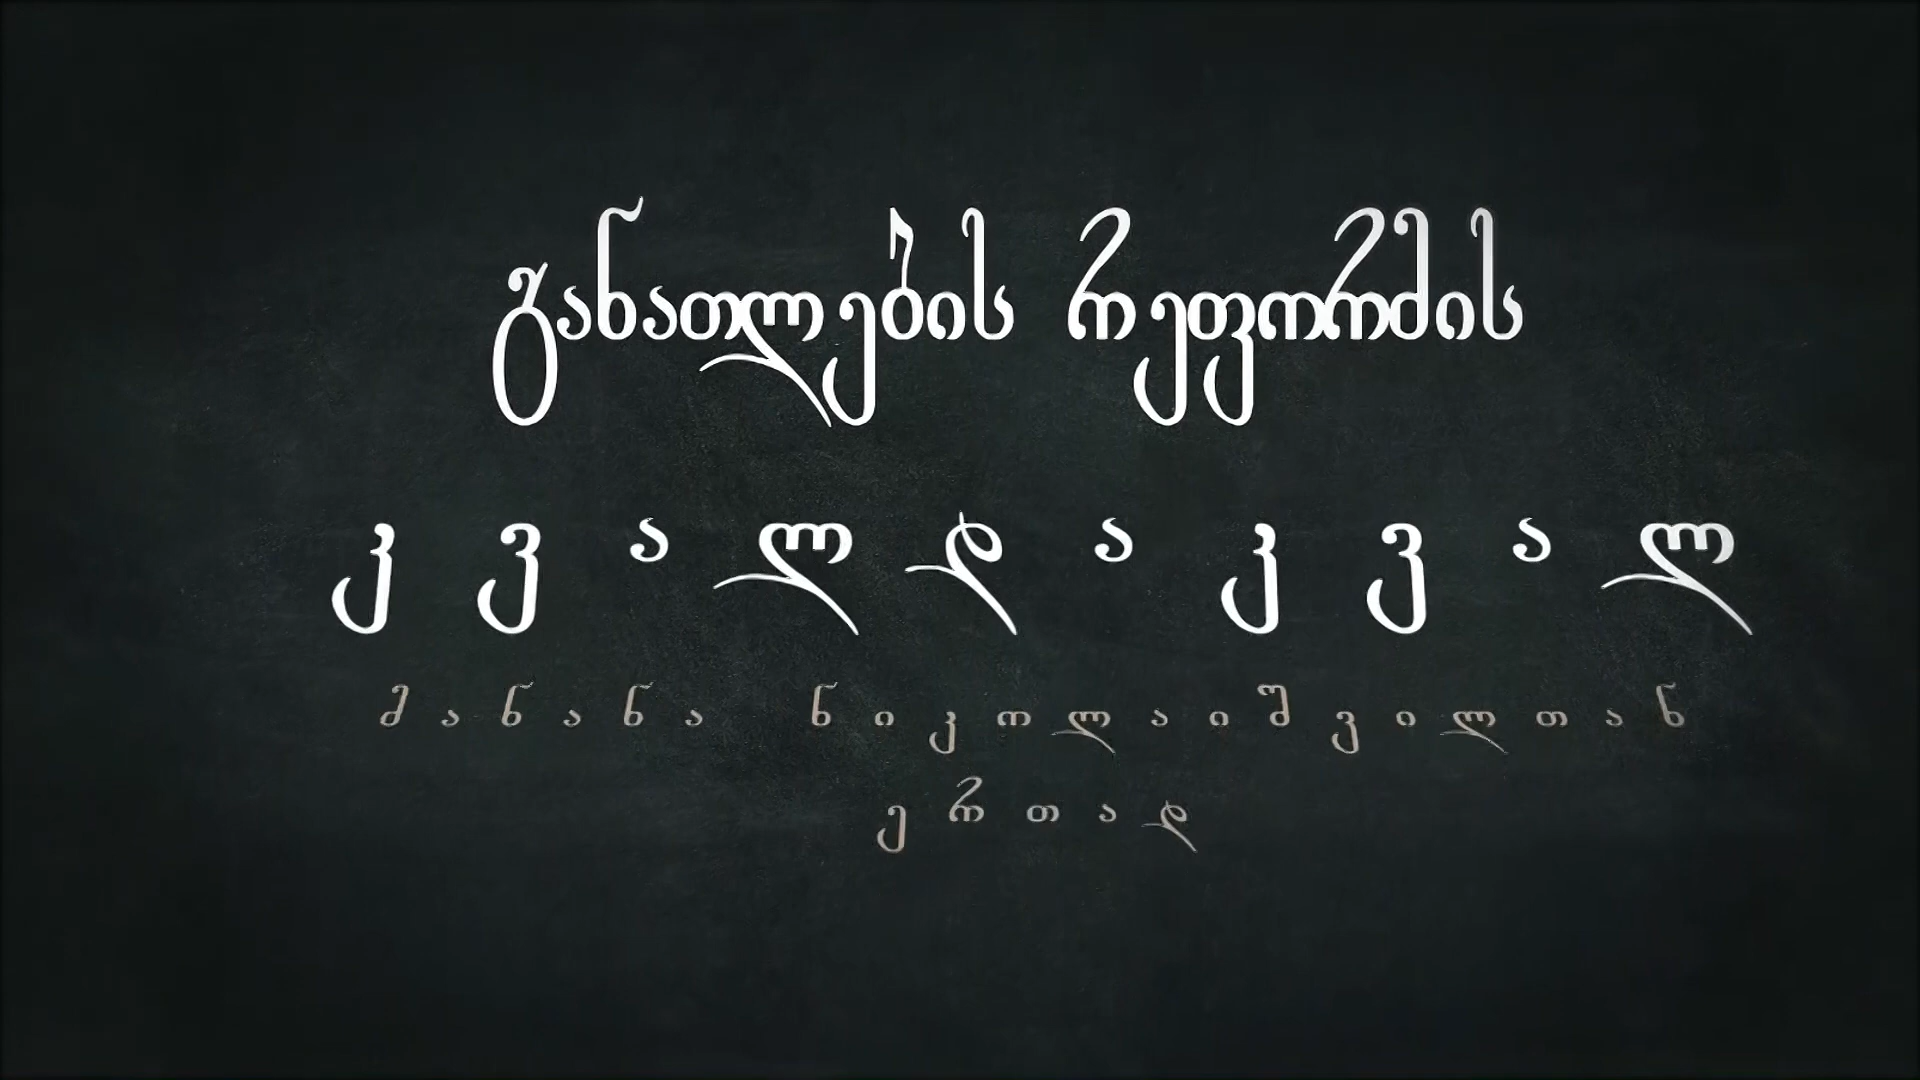 განათლების რეფორმის
კვალდაკვალ
მანანა ნიკოლაიშვილთან
ერთად